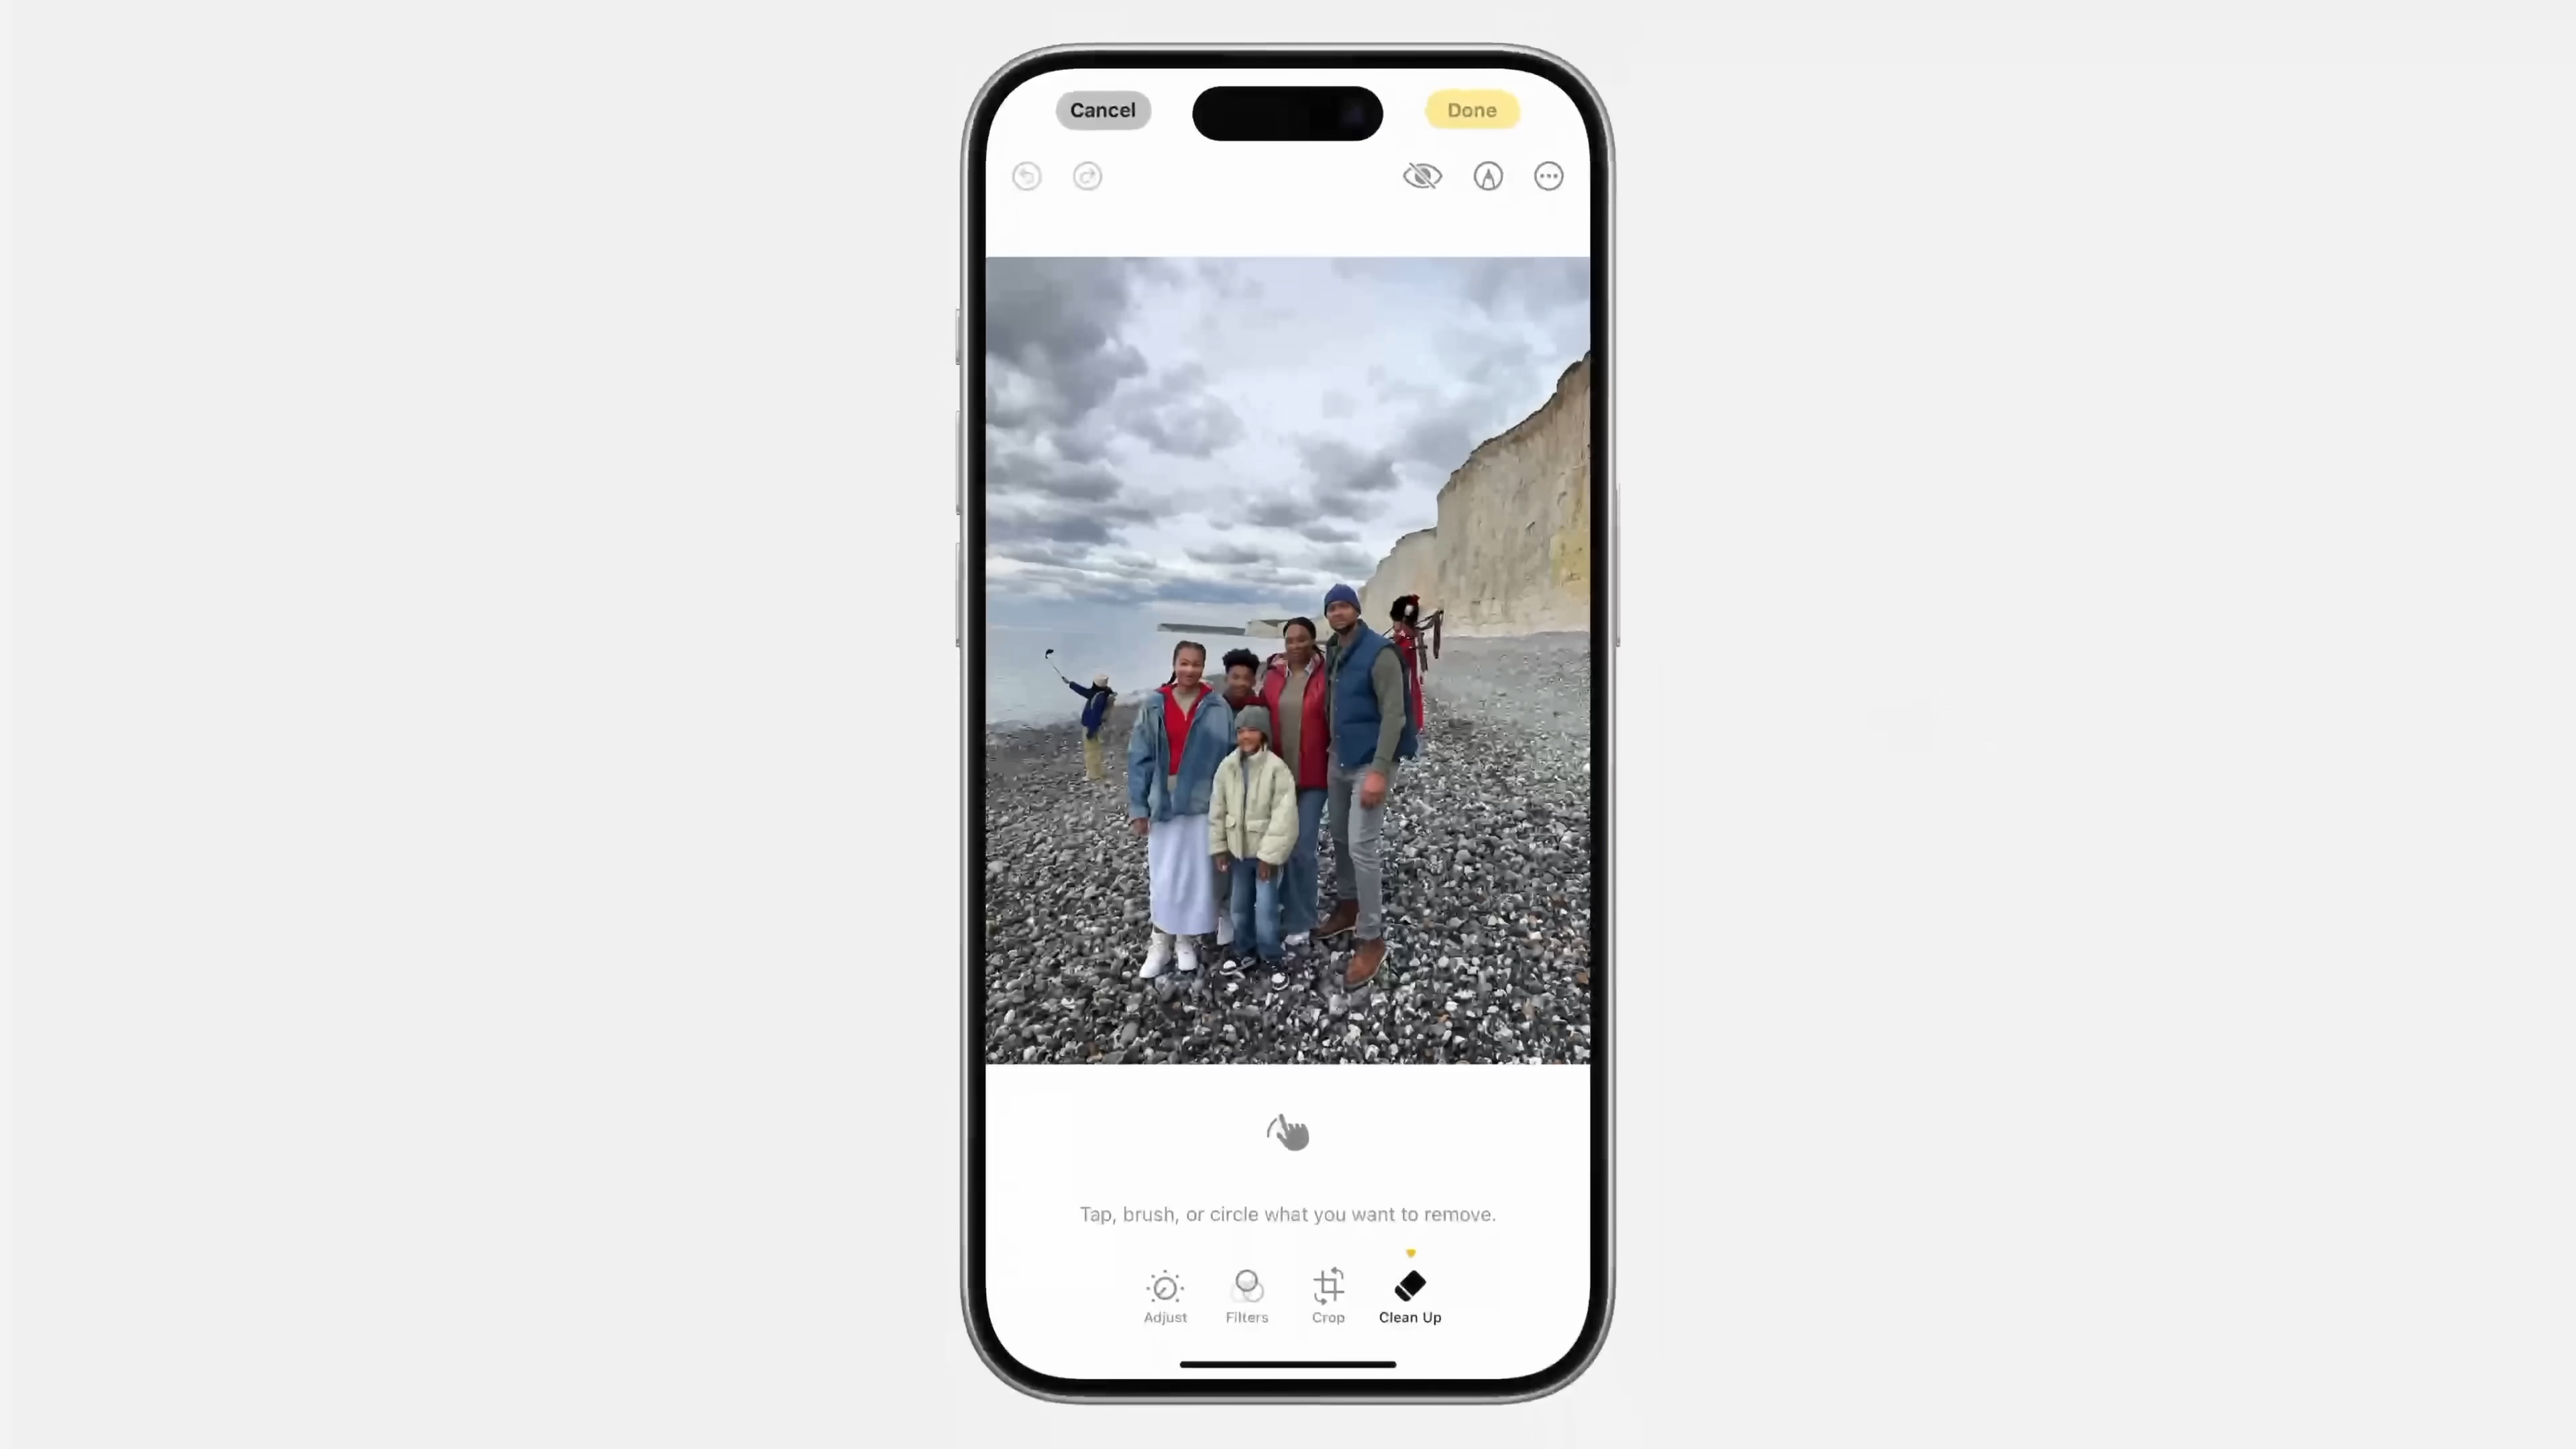 Cancel
Done
Tap, brush, or circle what you want to remove.
Adjust
Filters
Crop
Clean Up